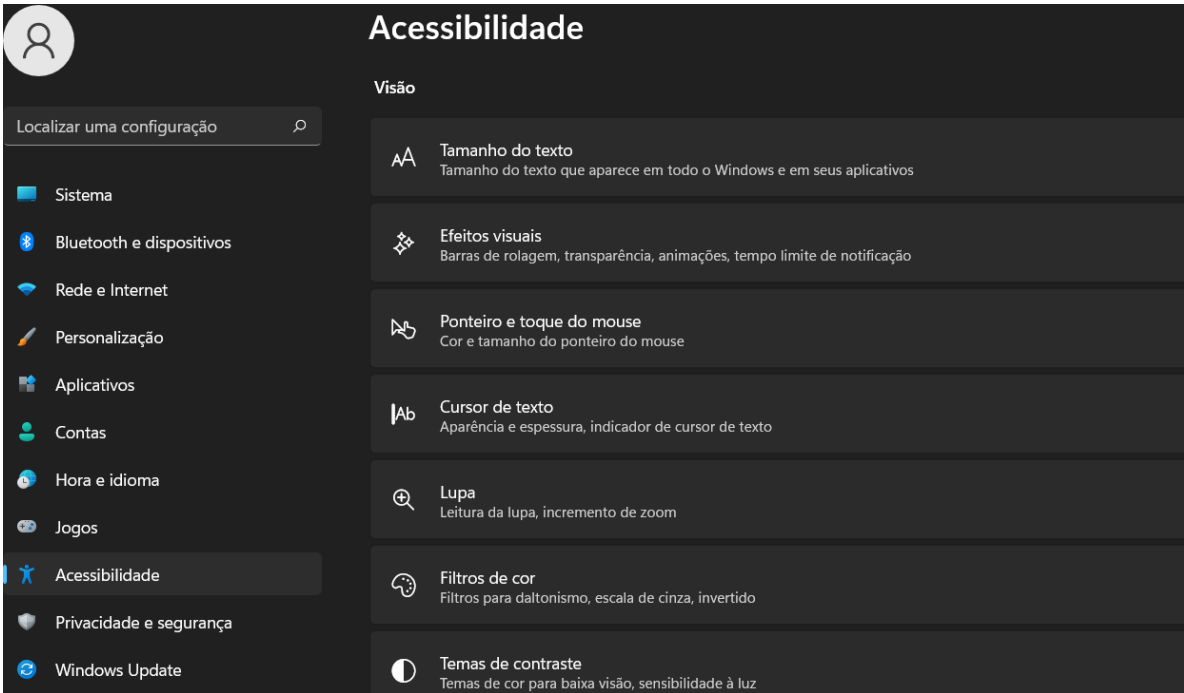 Acessibilidade
Visão
Localizar uma configuração
Sistema
Bluetooth e dispositivos
Rede e Internet
Personalização
Aplicativos
Contas
Hora e idioma
Jogos
Acessibilidade
Privacidade e segurança
Windows Update
Tamanho do texto
Tamanho do texto que aparece em todo o Windows e em seus aplicativos
Efeitos visuais
Barras de rolagem, transparência, animações, tempo limite de notificação
Ponteiro e toque do mouse
Cor e tamanho do ponteiro do mouse
Ab
Cursor de texto
Aparência e espessura, indicador de cursor de texto
Lupa
Leitura da lupa, incremento de zoom
Filtros de cor
Filtros para daltonismo, escala de cinza, invertido
Temas de contraste
Temas de cor para baixa visão, sensibilidade à luz